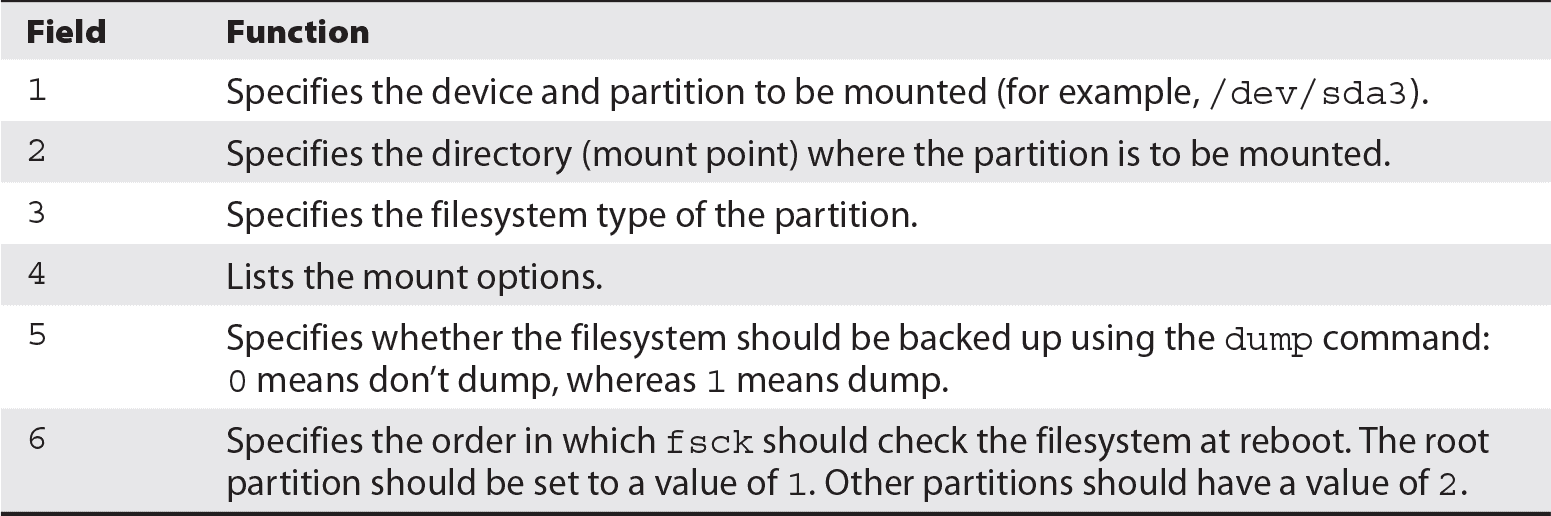 Field Function
1 Specifies the device and partition to be mounted (for example, /dev/sda3).
2 Specifies the directory (mount point) where the partition is to be mounted.
3 Specifies the filesystem type of the partition.
4 Lists the mount options.
5 Specifies whether the filesystem should be backed up using the dump command:
0 means don’t dump, whereas 1 means dump.
6 Specifies the order in which fsck should check the filesystem at reboot. The root
partition should be set to a value of 1. Other partitions should have a value of 2.